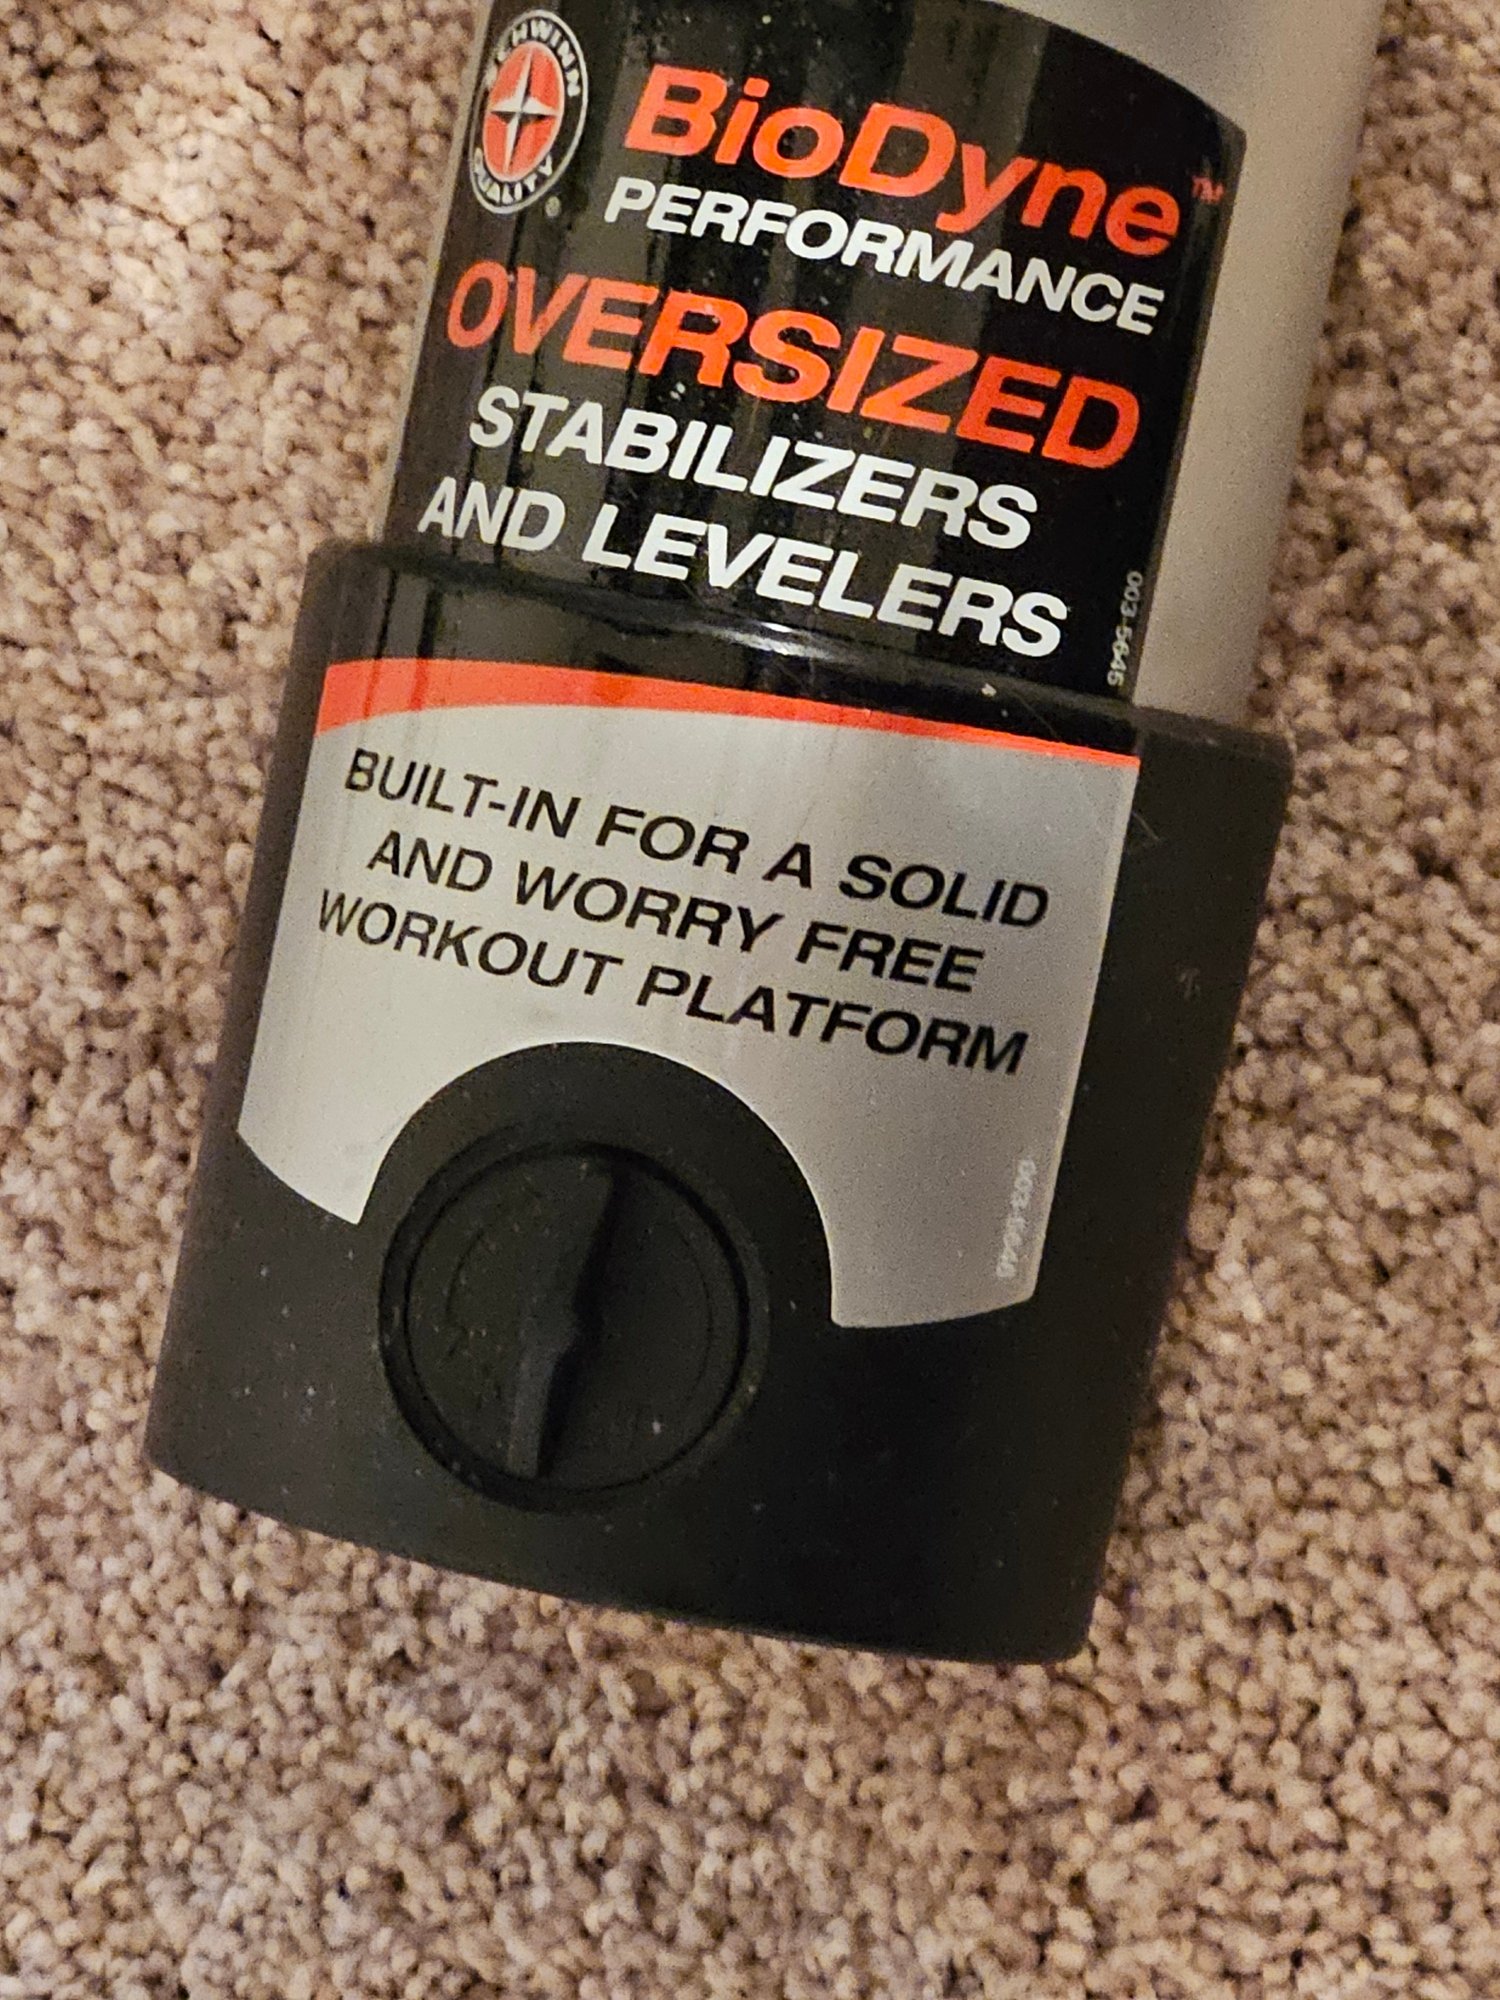 SCHWINN
QUALITY
®
BioDyne™
PERFORMANCE
OVERSIZED
STABILIZERS
AND LEVELERS
003-5645
BUILT-IN FOR A SOLID
AND WORRY FREE
WORKOUT PLATFORM